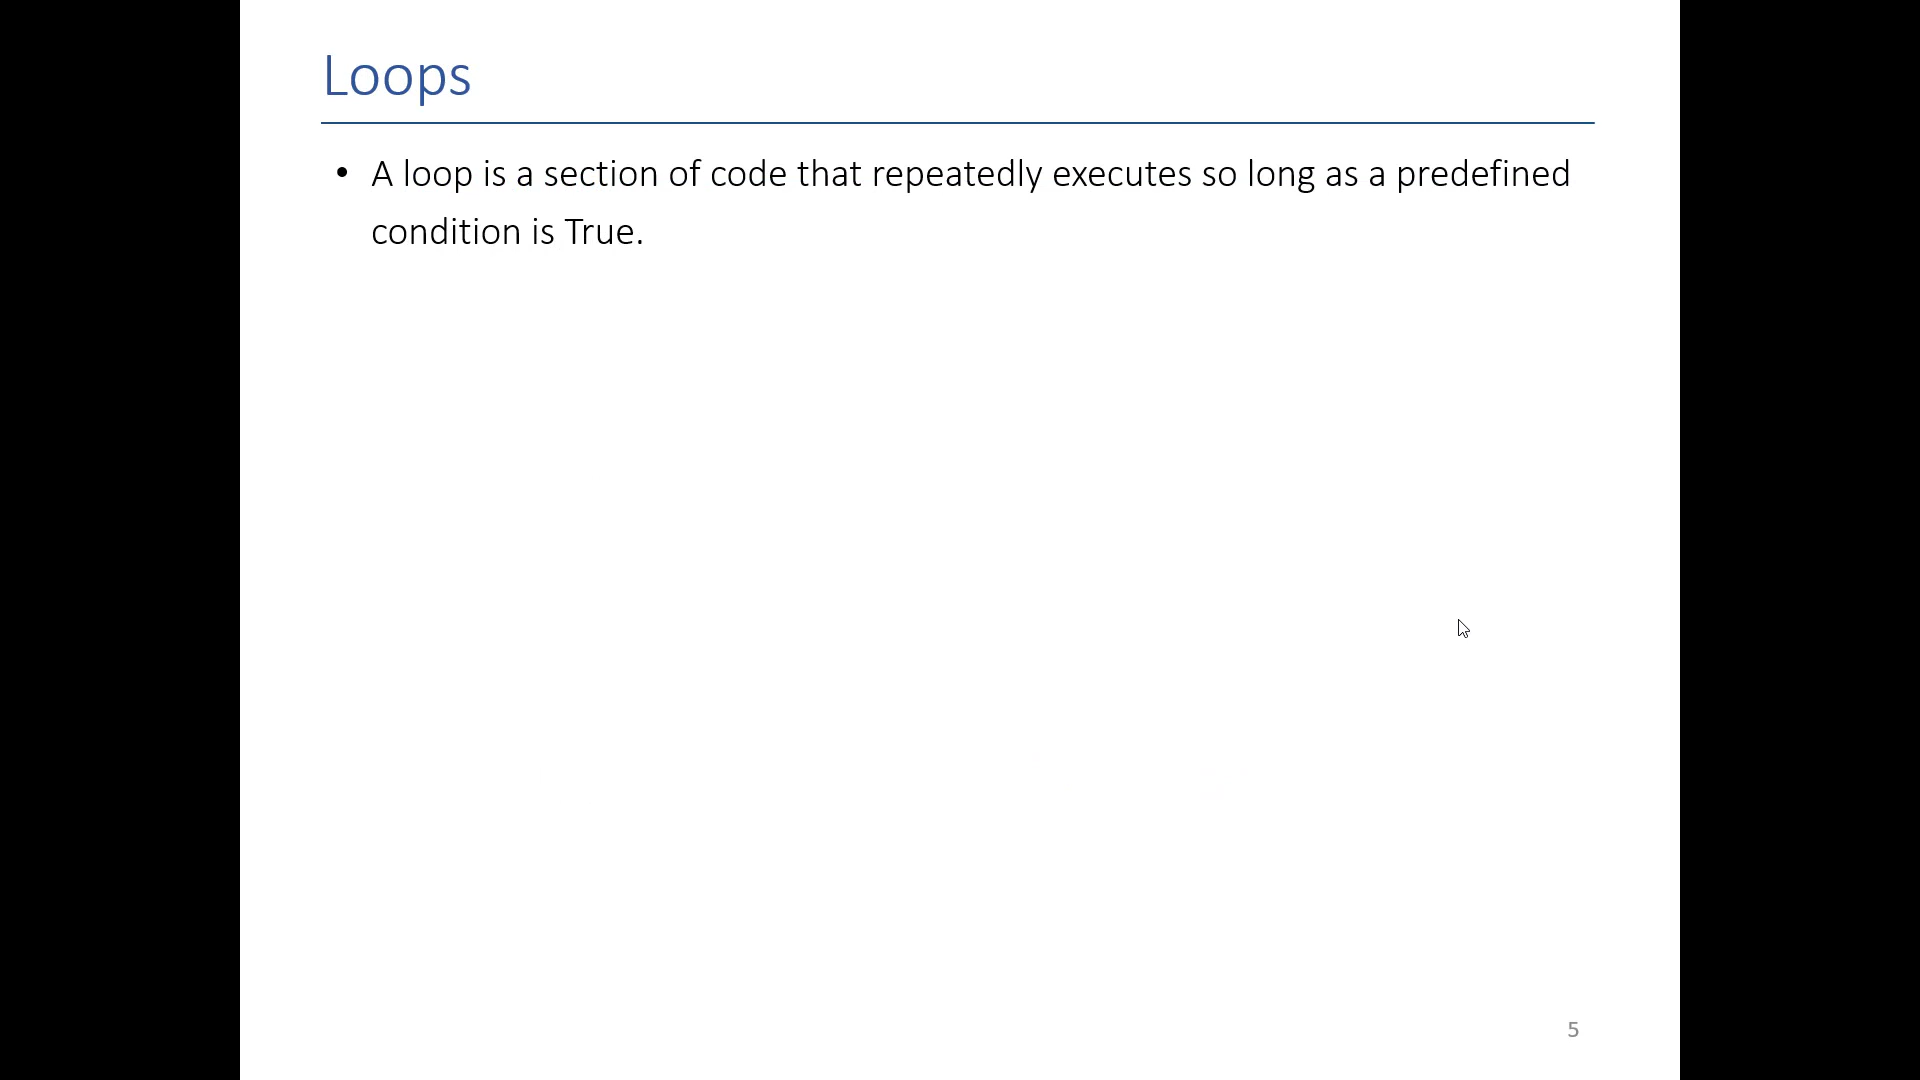 Loops
• A loop is a section of code that repeatedly executes so long as a predefined
condition is True.
5